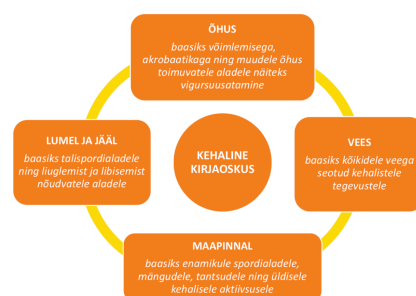 ÕHUS
baasiks võimlemisega,
akrobaatikaga ning muudele õhus
toimuvatele aladele näiteks
vigursuusatamine
LUMEL JA JÄÄL
baasiks talispordialadele
ning liuglemist ja libisemist
nõudvatele aladele
KEHALINE
KIRJAOSKUS
VEES
baasiks kõikidele veega
seotud kehalistele
tegevustele
MAAPINNAL
baasiks enamikule spordialadele,
mängudele, tantsudele ning üldisele
kehalisele aktiivsusele